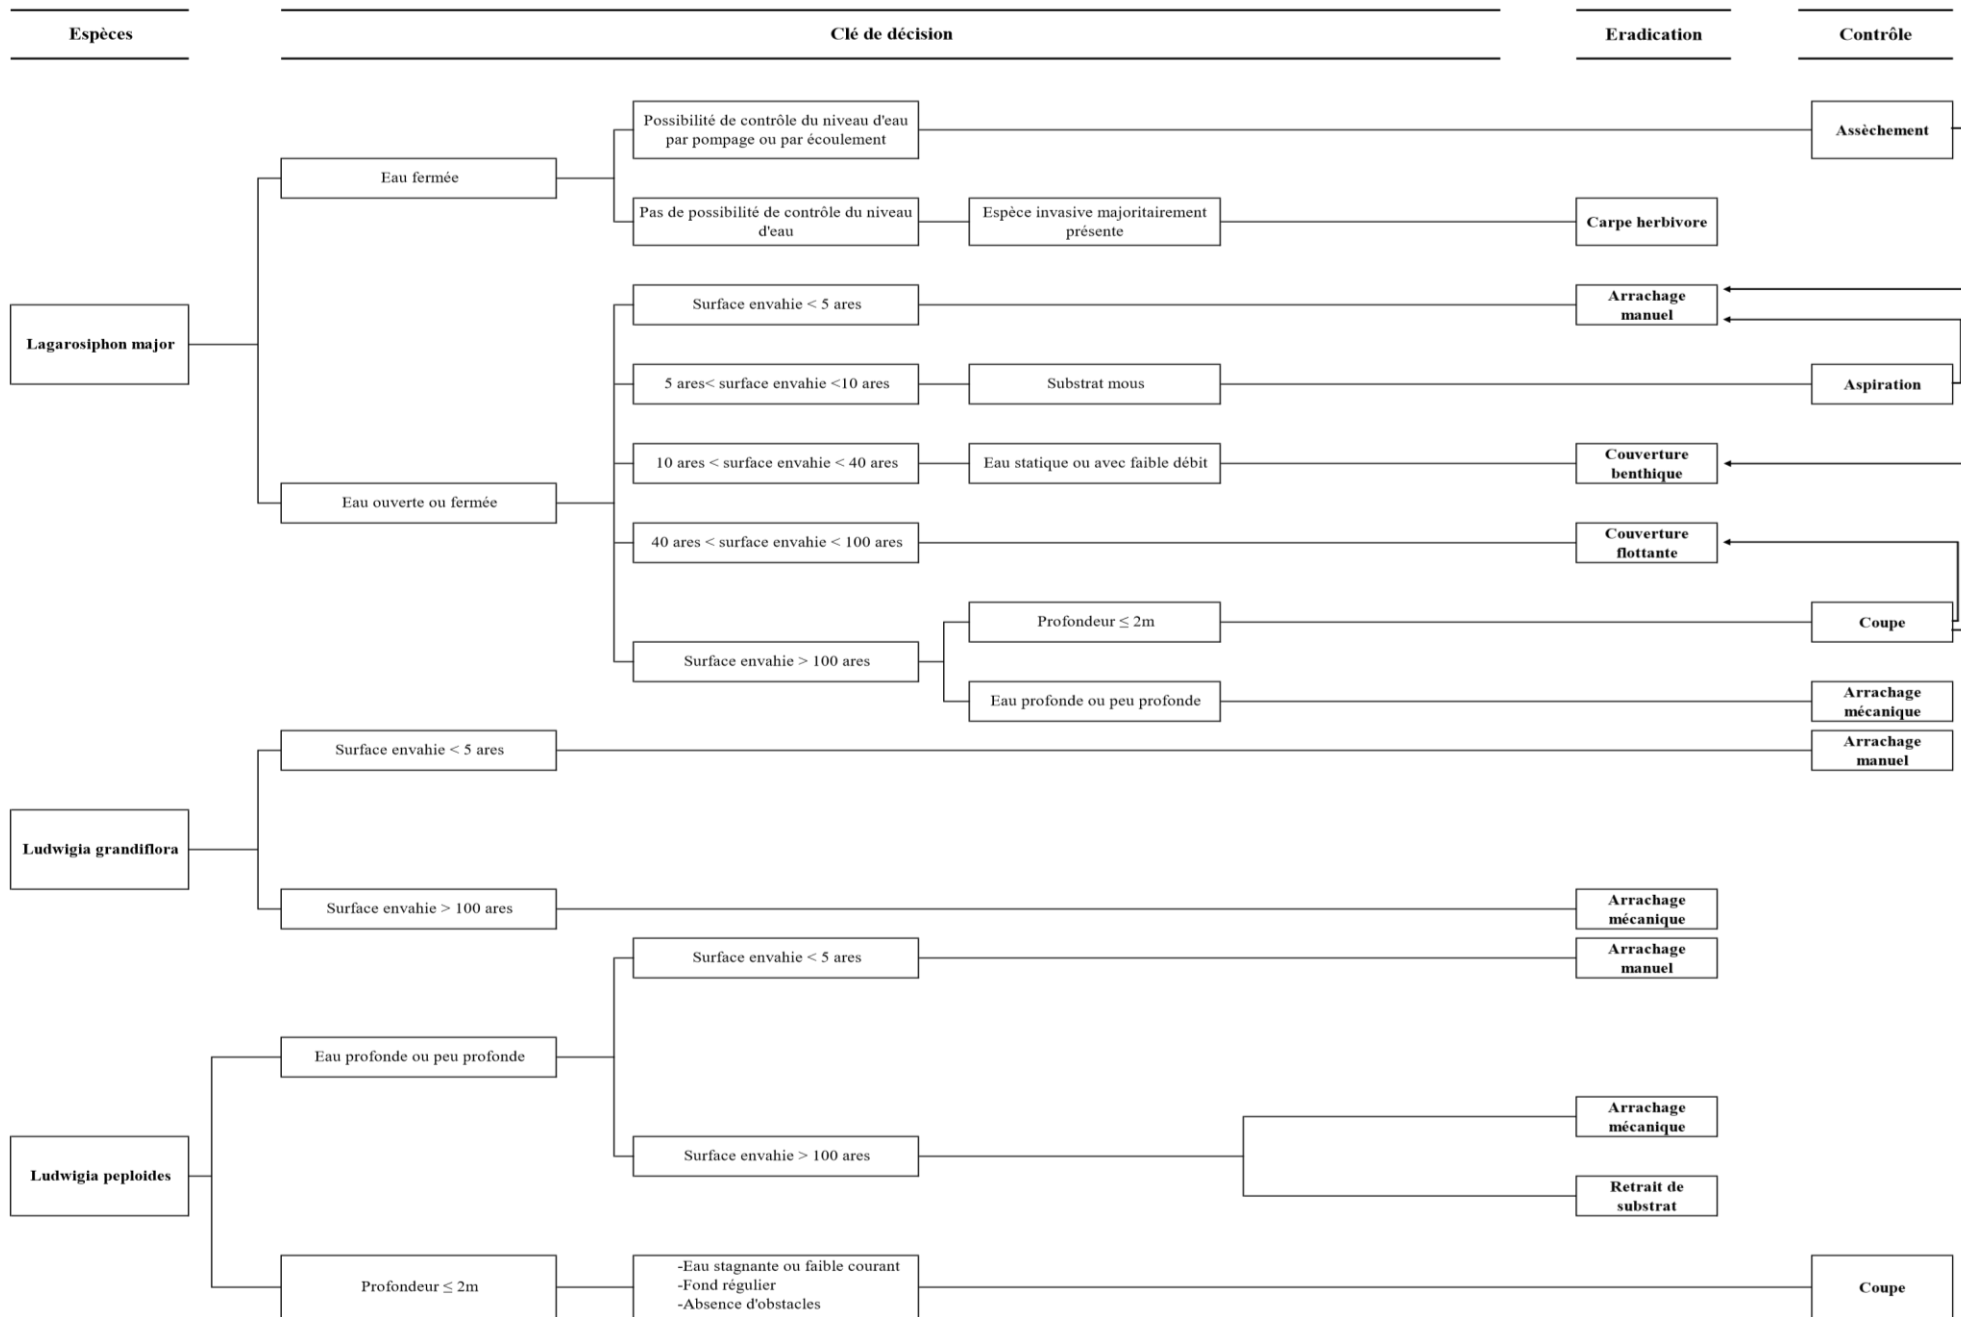 Espèces
Clé de décision
Eradication
Contrôle
Possibilité de contrôle du niveau d'eau
par pompage ou par écoulement
Assèchement
Eau fermée
Pas de possibilité de contrôle du niveau
d'eau
Espèce invasive majoritairement
présente
Carpe herbivore
Surface envahie < 5 ares
Arrachage
manuel
Lagarosiphon major
5 ares< surface envahie <10 ares
Substrat mous
Aspiration
10 ares < surface envahie < 40 ares
Eau statique ou avec faible débit
Couverture
benthique
Eau ouverte ou fermée
40 ares < surface envahie < 100 ares
Couverture
flottante
Profondeur ≤ 2m
Coupe
Surface envahie > 100 ares
Eau profonde ou peu profonde
Arrachage
mécanique
Surface envahie < 5 ares
Arrachage
manuel
Ludwigia grandiflora
Surface envahie > 100 ares
Arrachage
mécanique
Surface envahie < 5 ares
Arrachage
manuel
Eau profonde ou peu profonde
Arrachage
mécanique
Surface envahie > 100 ares
Ludwigia peploides
Retrait de
substrat
Profondeur ≤ 2m
-Eau stagnante ou faible courant
-Fond régulier
-Absence d'obstacles
Coupe